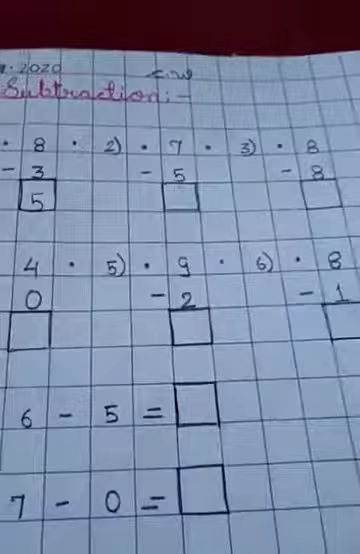 2020 C.W
Subtraction:-
8 2) 7 3) 8
- 3 - 5 - 8
5
4 5) 9 6) 8
0 - 2 - 1
6 - 5 =
7 - 0 =